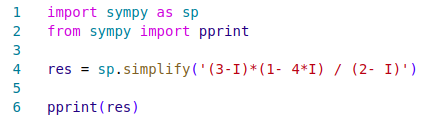 1 import sympy as sp
2 from sympy import pprint
3
4 res = sp.simplify('(3-I)*(1- 4*I) / (2- I)')
5
6 pprint(res)